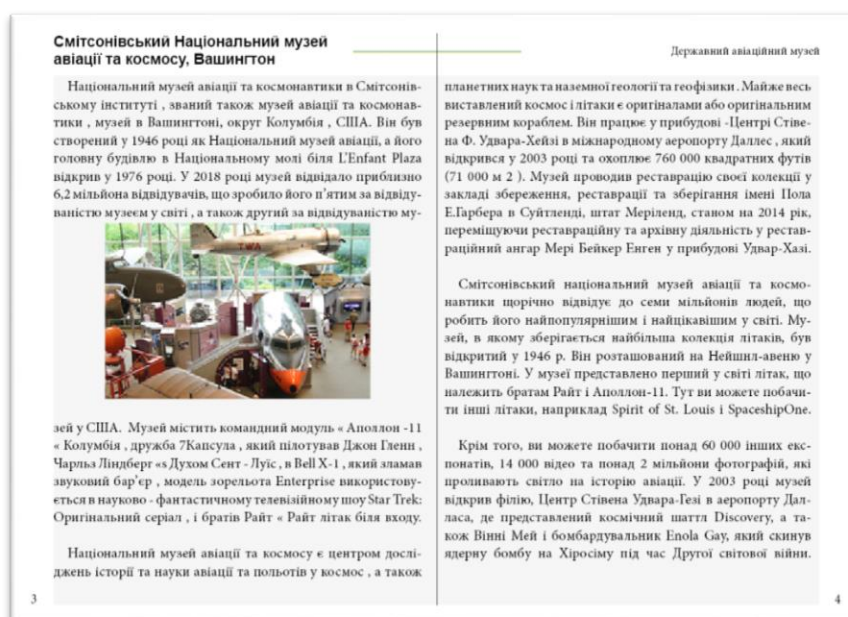 Смітсонівський Національний музей
авіації та космосу, Вашингтон
Національний музей авіації та космонавтики в Смітсонів-
ському інституті , званий також музей авіації та космонав-
тики , музей в Вашингтоні, округ Колумбія , США. Він був
створений у 1946 році як Національний музей авіації, а його
головну будівлю в Національному молі біля L'Enfant Plaza
відкрив у 1976 році. У 2018 році музей відвідало приблизно
6,2 мільйона відвідувачів, що зробило його п'ятим за відвіду-
ваністю музеєм у світі , а також другий за відвідуваністю му-
TWA
зей у США. Музей містить командний модуль « Аполлон -11
« Колумбія , дружба 7Капсула , який пілотував Джон Гленн ,
Чарльз Ліндберг «s Духом Сент - Луїс , в Bell X-1 , який зламав
звуковий бар'єр , модель зорельота Enterprise використову-
ється в науково - фантастичному телевізійному шоу Star Trek:
Оригінальний серіал , і братів Райт « Райт літак біля входу.
Національний музей авіації та космосу є центром дослі-
джень історії та науки авіації та польотів у космос , а також
3
Державний авіаційний музей
планетних наук та наземної геології та геофізики . Майже весь
виставлений космос і літаки є оригіналами або оригінальним
резервним кораблем. Він працює у прибудові -Центрі Стіве-
на Ф. Удвара-Хейзі в міжнародному аеропорту Даллес , який
відкрився у 2003 році та охоплює 760 000 квадратних футів
(71 000 м 2 ). Музей проводив реставрацію своєї колекції у
закладі збереження, реставрації та зберігання імені Пола
Е.Гарбера в Суйтленді, штат Меріленд, станом на 2014 рік,
переміщуючи реставраційну та архівну діяльність у рестав-
раційний ангар Мері Бейкер Енген у прибудові Удвар-Хазі.
Смітсонівський національний музей авіації та космо-
навтики щорічно відвідує до семи мільйонів людей, що
робить його найпопулярнішим і найцікавішим у світі. Му-
зей, в якому зберігається найбільша колекція літаків, був
відкритий у 1946 р. Він розташований на Нейшил-авеню у
Вашингтоні. У музеї представлено перший у світі літак, що
належить братам Райт і Аполлон-11. Тут ви можете побачи-
ти інші літаки, наприклад Spirit of St. Louis і SpaceshipOne.
Крім того, ви можете побачити понад 60 000 інших екс-
понатів, 14 000 відео та понад 2 мільйони фотографій, які
проливають світло на історію авіації. У 2003 році музей
відкрив філію, Центр Стівена Удвара-Гезі в аеропорту Дал-
ласа, де представлений космічний шаттл Discovery, а та-
кож Вінні Мей і бомбардувальник Enola Gay, який скинув
ядерну бомбу на Хіросіму під час Другої світової війни.
4